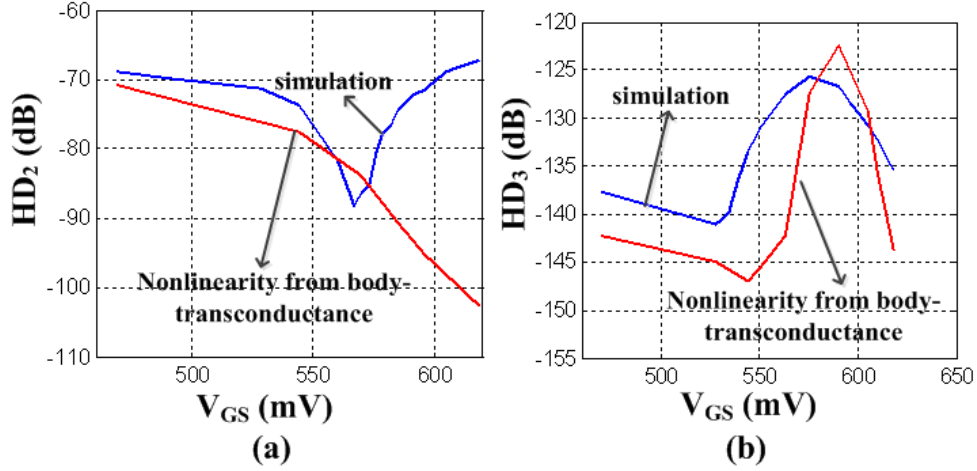 -60
-70
-80
-90
-100
-110
500
550
600
HD2 (dB)
VGS (mV)
simulation
Nonlinearity from body-
transconductance
(a)
-120
-125
-130
-135
-140
-145
-150
-155
500
550
600
650
HD3 (dB)
VGS (mV)
simulation
Nonlinearity from body-
transconductance
(b)